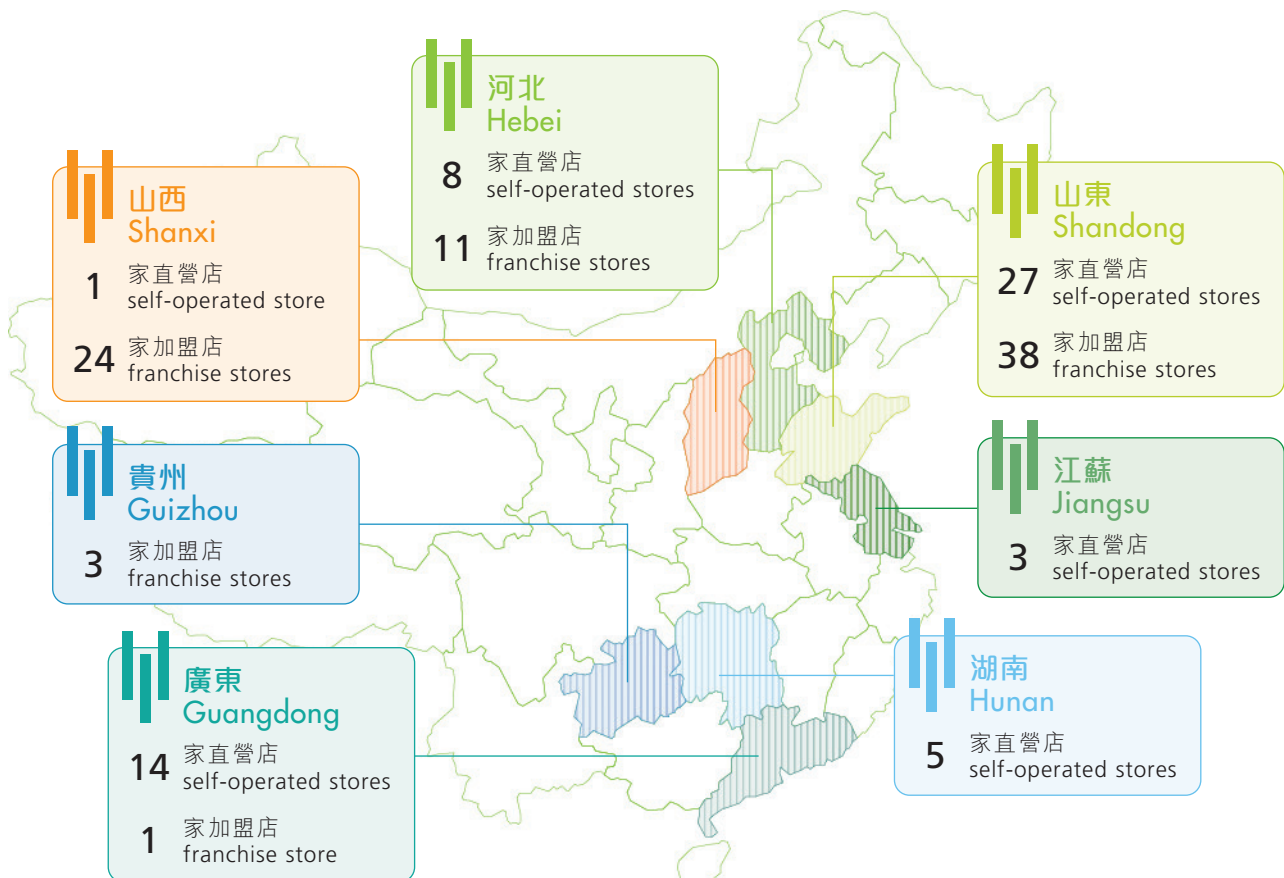 河北
Hebei
8
家直營店
self-operated stores
11
家加盟店
franchise stores
山西
Shanxi
1
家直營店
self-operated store
24
家加盟店
franchise stores
山東
Shandong
27
家直營店
self-operated stores
38
家加盟店
franchise stores
貴州
Guizhou
3
家加盟店
franchise stores
江蘇
Jiangsu
3
家直營店
self-operated stores
廣東
Guangdong
14
家直營店
self-operated stores
1
家加盟店
franchise store
湖南
Hunan
5
家直營店
self-operated stores